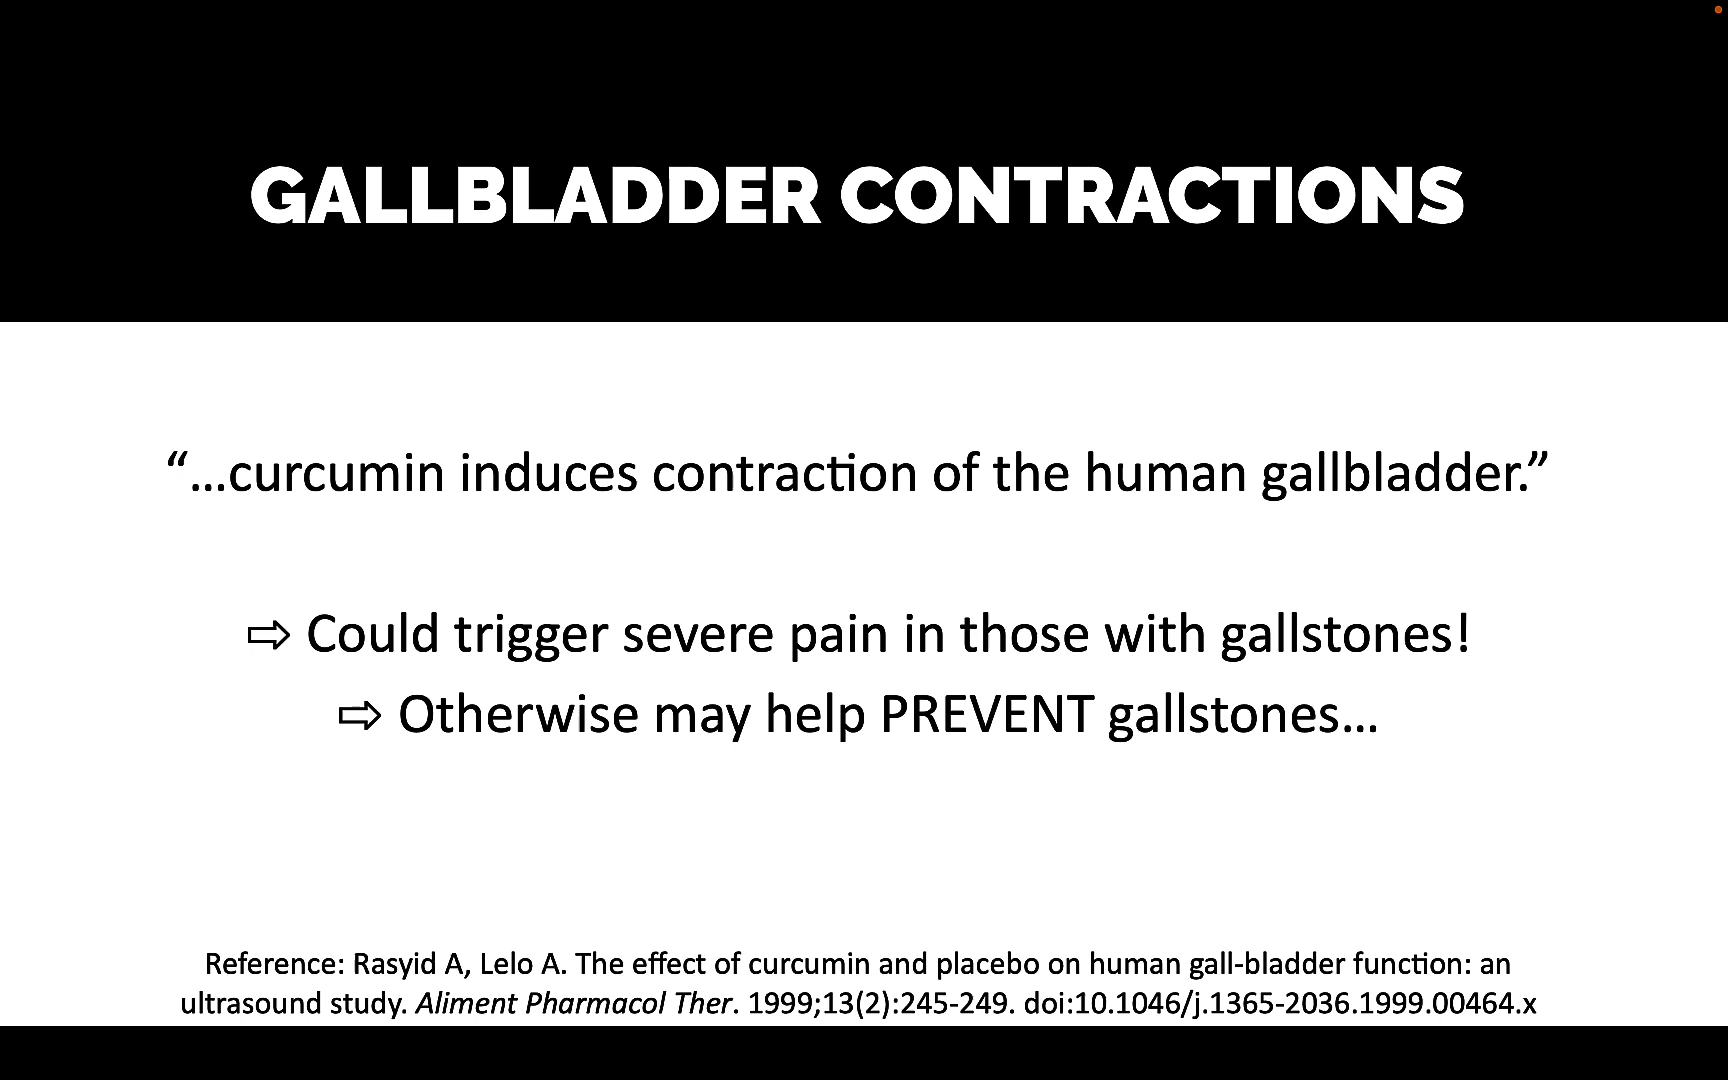 GALLBLADDER CONTRACTIONS
“...curcumin induces contraction of the human gallbladder.”
⇨ Could trigger severe pain in those with gallstones!
⇨ Otherwise may help PREVENT gallstones...
Reference: Rasyid A, Lelo A. The effect of curcumin and placebo on human gall-bladder function: an
ultrasound study. Aliment Pharmacol Ther. 1999;13(2):245-249. doi:10.1046/j.1365-2036.1999.00464.x